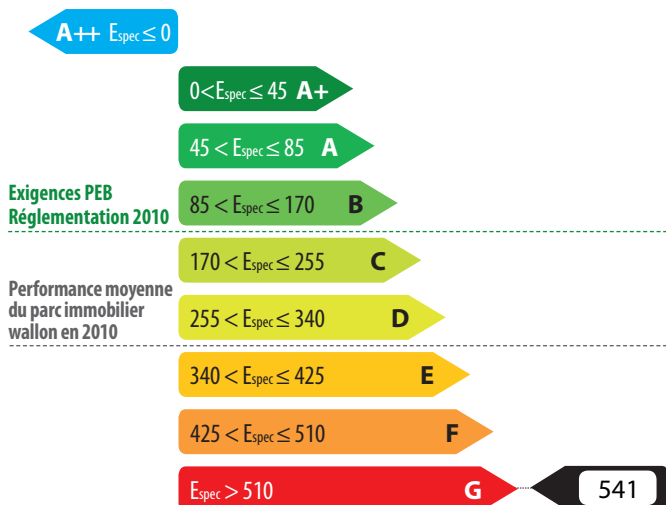 A++ Espec ≤ 0
0<Espec ≤ 45 A+
45 < Espec ≤ 85 A
Exigences PEB
Réglementation 2010
85 < Espec ≤ 170 B
170 < Espec ≤ 255 C
Performance moyenne
du parc immobilier
wallon en 2010
255 < Espec ≤ 340 D
340 < Espec ≤ 425 E
425 < Espec ≤ 510 F
Espec > 510 G
541